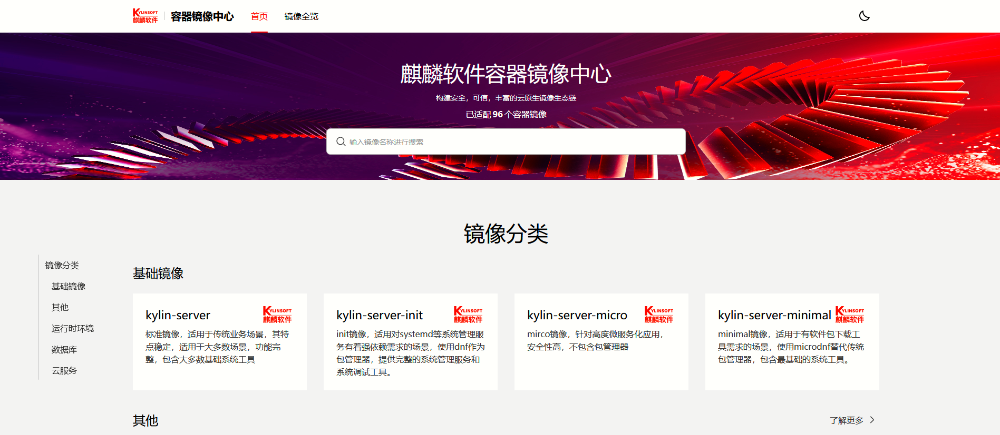 KYLINSOFT
麒麟软件
容器镜像中心
首页
镜像全览
麒麟软件容器镜像中心
构建安全，可信，丰富的云原生镜像生态链
已适配 96 个容器镜像
输入镜像名称进行搜索
镜像分类
镜像分类
基础镜像
其他
运行时环境
数据库
云服务
基础镜像
kylin-server
KYLINSOFT
麒麟软件
标准镜像，适用于传统业务场景，其特
点稳定，适用于大多数场景，功能完
整，包含大多数基础系统工具
kylin-server-init
KYLINSOFT
麒麟软件
init镜像，适用对systemd等系统管理服
务有着强依赖需求的场景，使用dnf作为
包管理器，提供完整的系统管理服务和
系统调试工具。
kylin-server-micro
KYLINSOFT
麒麟软件
mirco镜像，针对高度微服务化应用，
安全性高，不包含包管理器
kylin-server-minimal
KYLINSOFT
麒麟软件
minimal镜像，适用于有软件包下载工
具需求的场景，使用microdnf替代传统
包管理器，包含最基础的系统工具。
其他
了解更多